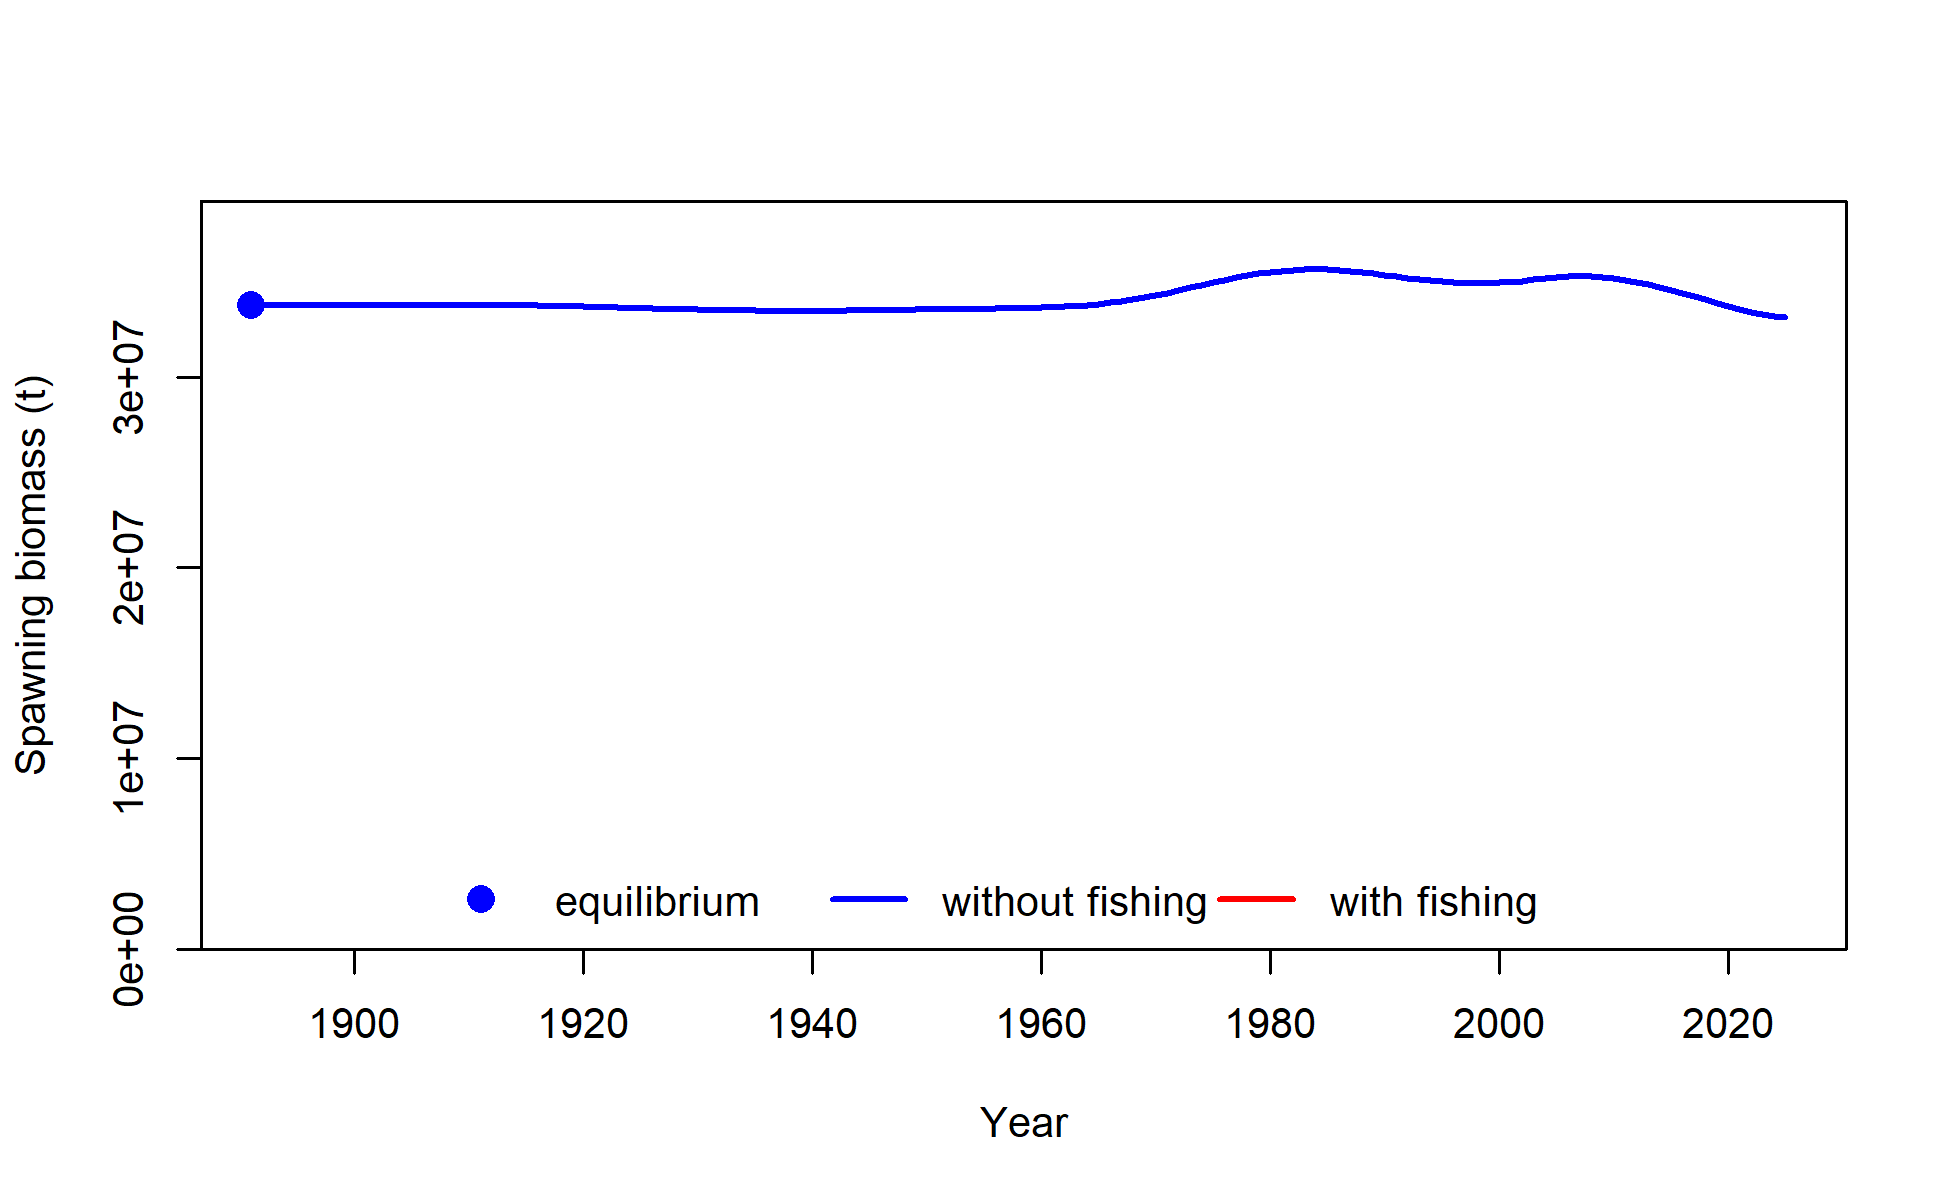 Spawning biomass (t)
3e+07
2e+07
1e+07
0e+00
equilibrium without fishing with fishing
1900 1920 1940 1960 1980 2000 2020
Year